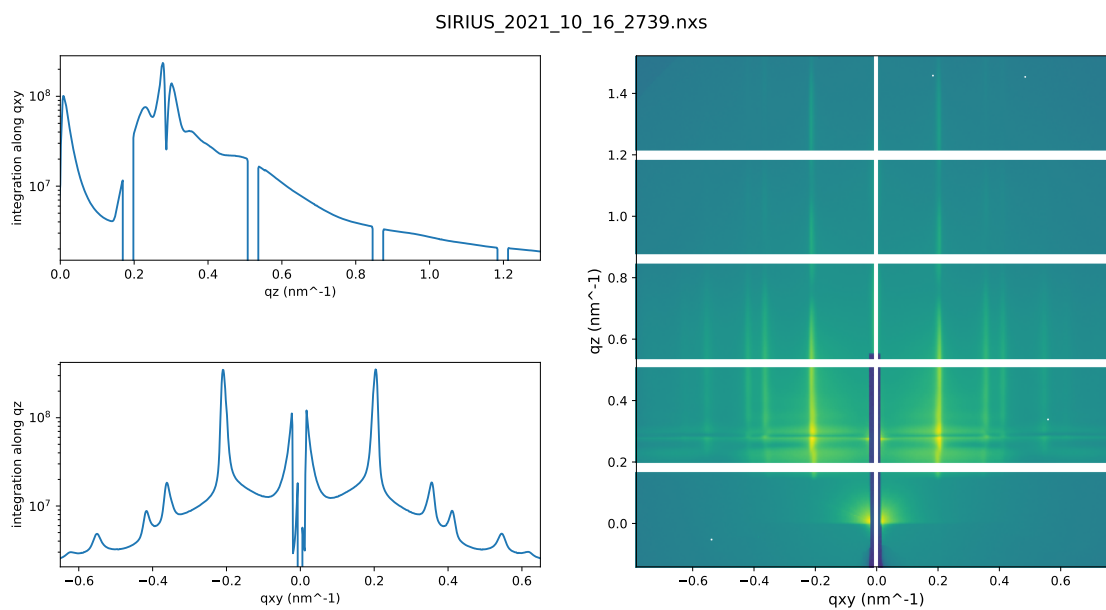 SIRIUS_2021_10_16_2739.nxs
integration along qxy
10^8
10^7
0.0 0.2 0.4 0.6 0.8 1.0 1.2
qz (nm^-1)
integration along qz
10^8
10^7
−0.6 −0.4 −0.2 0.0 0.2 0.4 0.6
qxy (nm^-1)
qz (nm^-1)
1.4
1.2
1.0
0.8
0.6
0.4
0.2
0.0
−0.6 −0.4 −0.2 0.0 0.2 0.4 0.6
qxy (nm^-1)